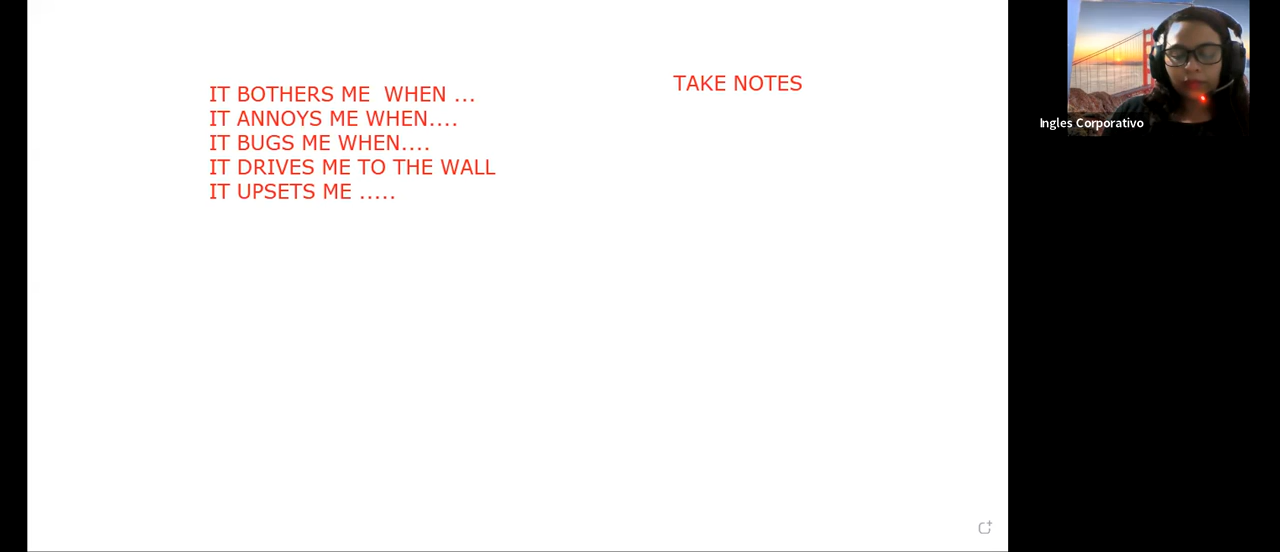 TAKE NOTES
IT BOTHERS ME  WHEN ...
IT ANNOYS ME WHEN....
IT BUGS ME WHEN....
IT DRIVES ME TO THE WALL
IT UPSETS ME .....
Ingles Corporativo